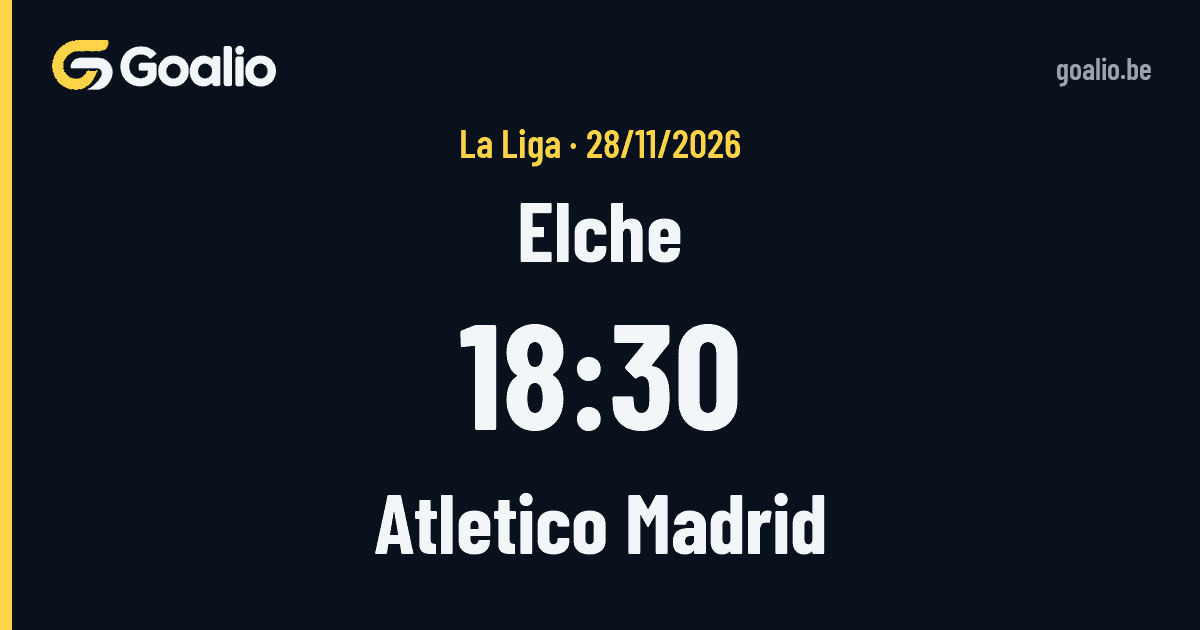 Goalio
goalio.be
La Liga · 28/11/2026
Elche
18:30
Atletico Madrid